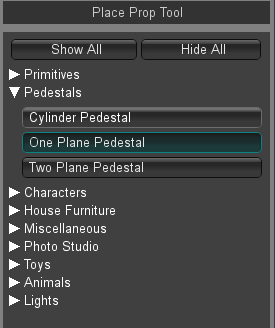 Place Prop Tool
Show All Hide All
Primitives
Pedestals
Cylinder Pedestal
One Plane Pedestal
Two Plane Pedestal
Characters
House Furniture
Miscellaneous
Photo Studio
Toys
Animals
Lights